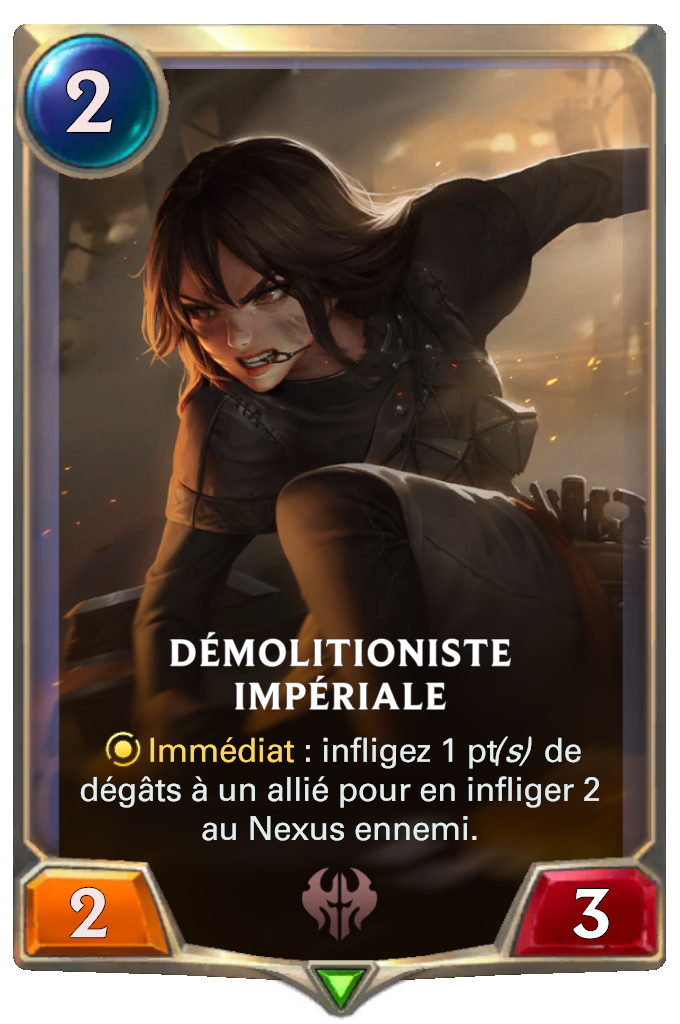 2
DÉMOLITIONISTE
IMPÉRIALE
Immédiat : infligez 1 pt(s) de
dégâts à un allié pour en infliger 2
au Nexus ennemi.
2
3